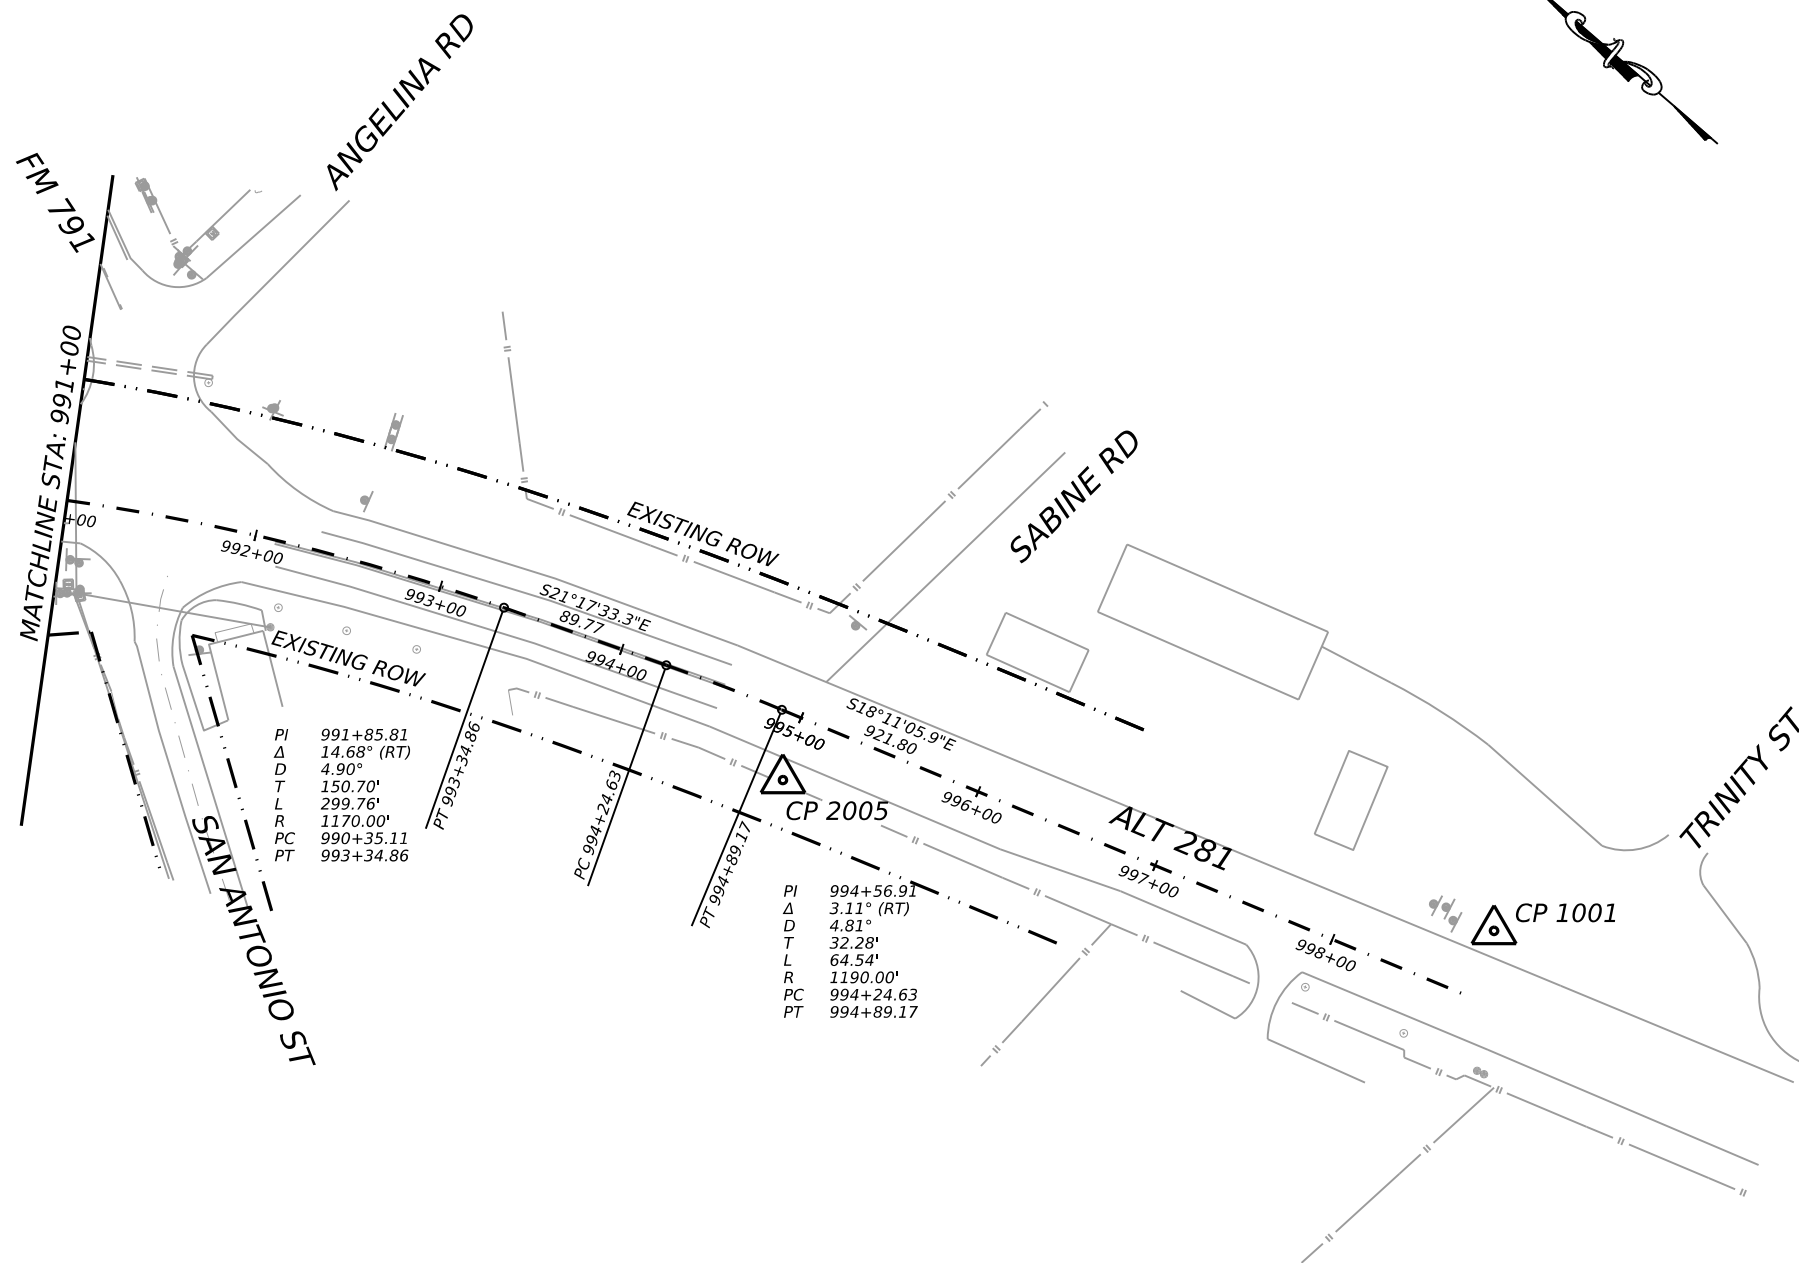 ANGELINA RD
FM 791
MATCHLINE STA: 991+00
+00
992+00
993+00
EXISTING ROW
S21°17'33.3"E
89.77
994+00
EXISTING ROW
SABINE RD
995+00
S18°11'05.9"E
921.80
996+00
CP 2005
ALT 281
997+00
998+00
CP 1001
TRINITY ST
PT 993+34.86
PC 994+24.63
PT 994+89.17
PI 991+85.81
Δ 14.68° (RT)
D 4.90°
T 150.70'
L 299.76'
R 1170.00'
PC 990+35.11
PT 993+34.86
SAN ANTONIO ST
PI 994+56.91
Δ 3.11° (RT)
D 4.81°
T 32.28'
L 64.54'
R 1190.00'
PC 994+24.63
PT 994+89.17